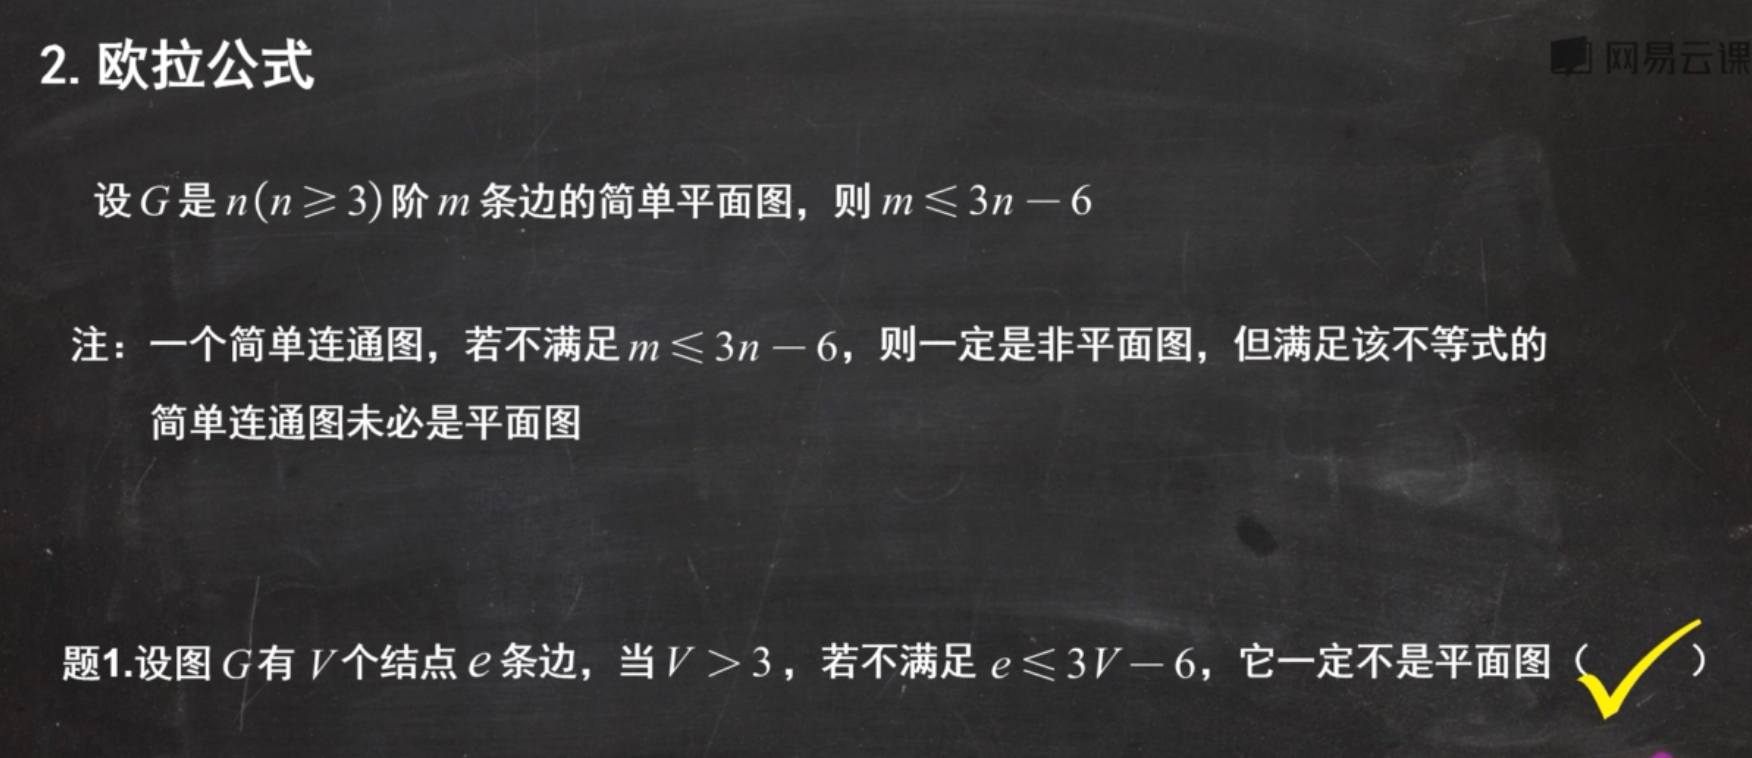 2. 欧拉公式
网易云课
设 G 是 n(n ≥ 3) 阶 m 条边的简单平面图，则 m ≤ 3n − 6
注：一个简单连通图，若不满足 m ≤ 3n − 6，则一定是非平面图，但满足该不等式的
简单连通图未必是平面图
题1.设图 G 有 V 个结点 e 条边，当 V > 3，若不满足 e ≤ 3V − 6，它一定不是平面图（✓）